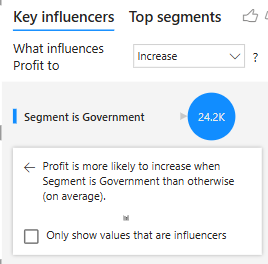 Key influencers Top segments
What influences
Profit to
Increase
?
Segment is Government
24.2K
← Profit is more likely to increase when
Segment is Government than otherwise
(on average).
Only show values that are influencers